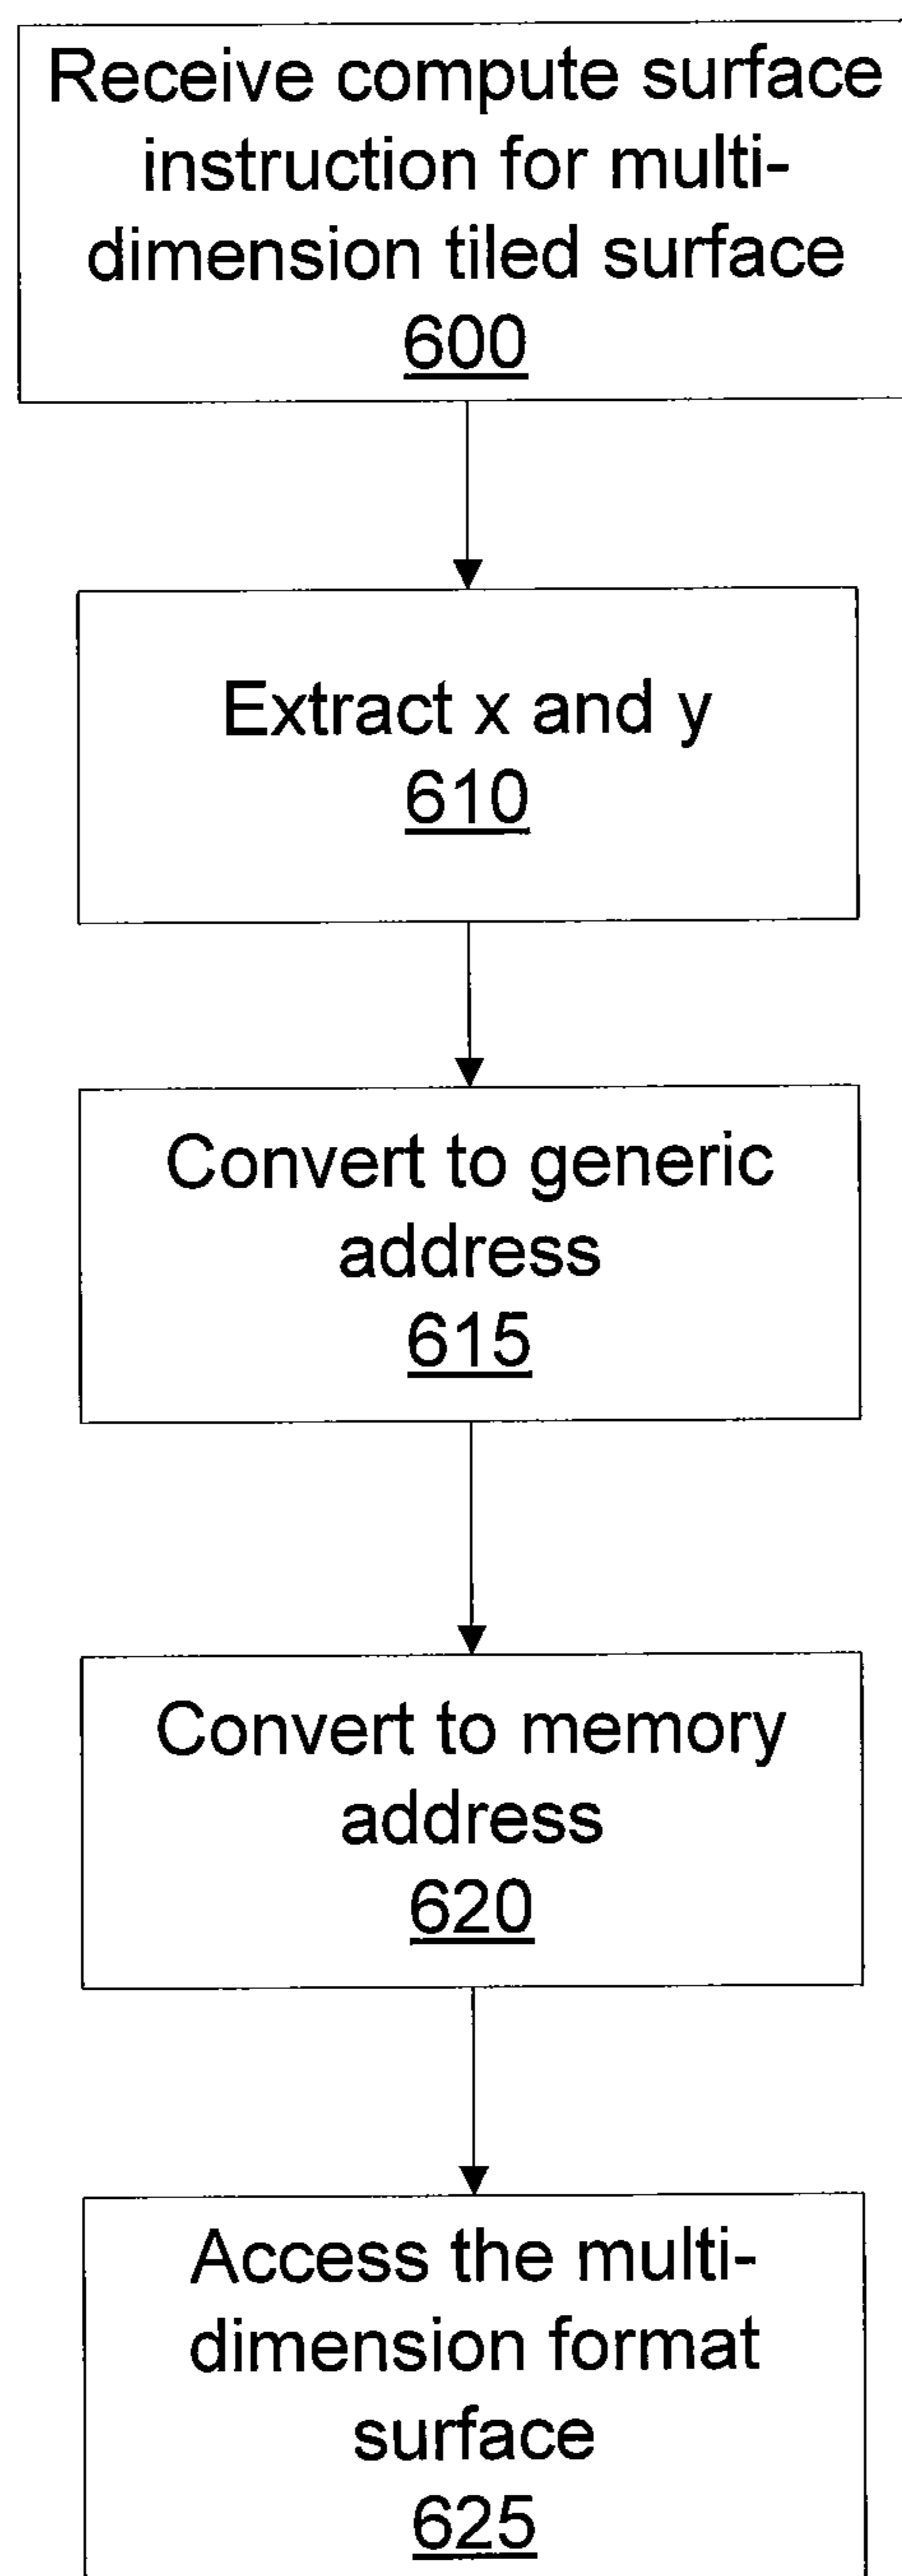 Receive compute surface
instruction for multi-
dimension tiled surface
600
Extract x and y
610
Convert to generic
address
615
Convert to memory
address
620
Access the multi-
dimension format
surface
625